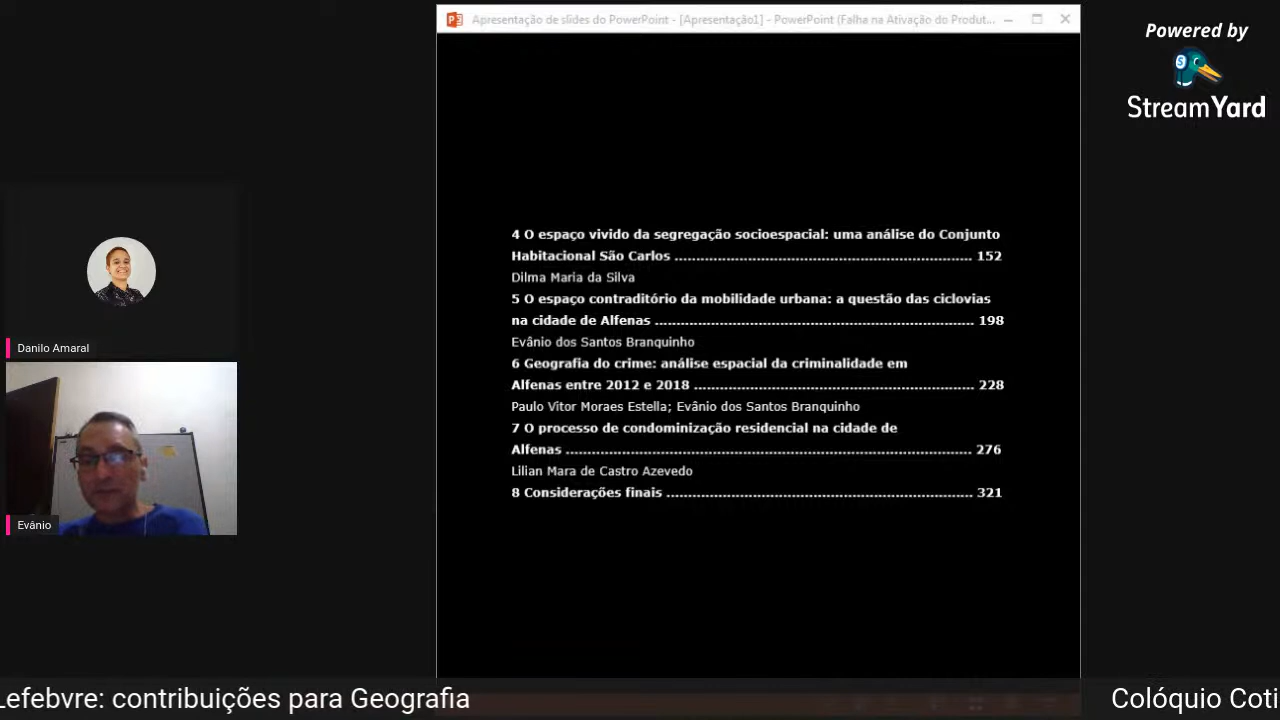 Apresentação de slides do PowerPoint - [Apresentação1] - PowerPoint (Falha na Ativação do Produt...
Powered by
StreamYard
4 O espaço vivido da segregação socioespacial: uma análise do Conjunto
Habitacional São Carlos ........................................................................ 152
Dilma Maria da Silva
5 O espaço contraditório da mobilidade urbana: a questão das ciclovias
na cidade de Alfenas ............................................................................. 198
Evânio dos Santos Branquinho
6 Geografia do crime: análise espacial da criminalidade em
Alfenas entre 2012 e 2018 .................................................................... 228
Paulo Vitor Moraes Estella; Evânio dos Santos Branquinho
7 O processo de condominização residencial na cidade de
Alfenas .................................................................................................. 276
Lilian Mara de Castro Azevedo
8 Considerações finais .......................................................................... 321
Danilo Amaral
Evânio
Lefebvre: contribuições para Geografia
Colóquio Coti